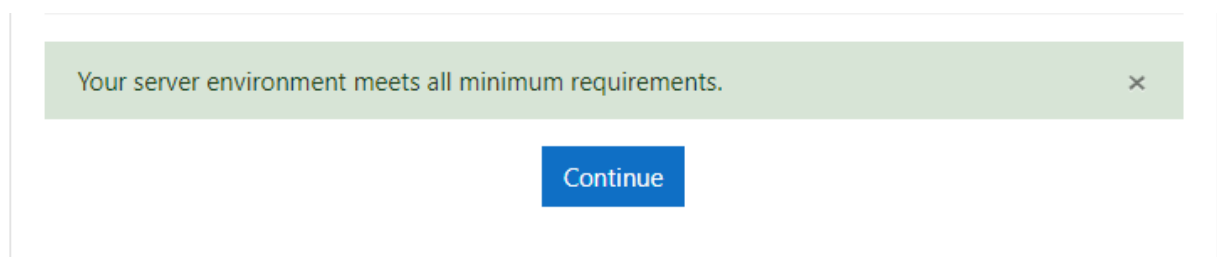 Your server environment meets all minimum requirements. ×
Continue